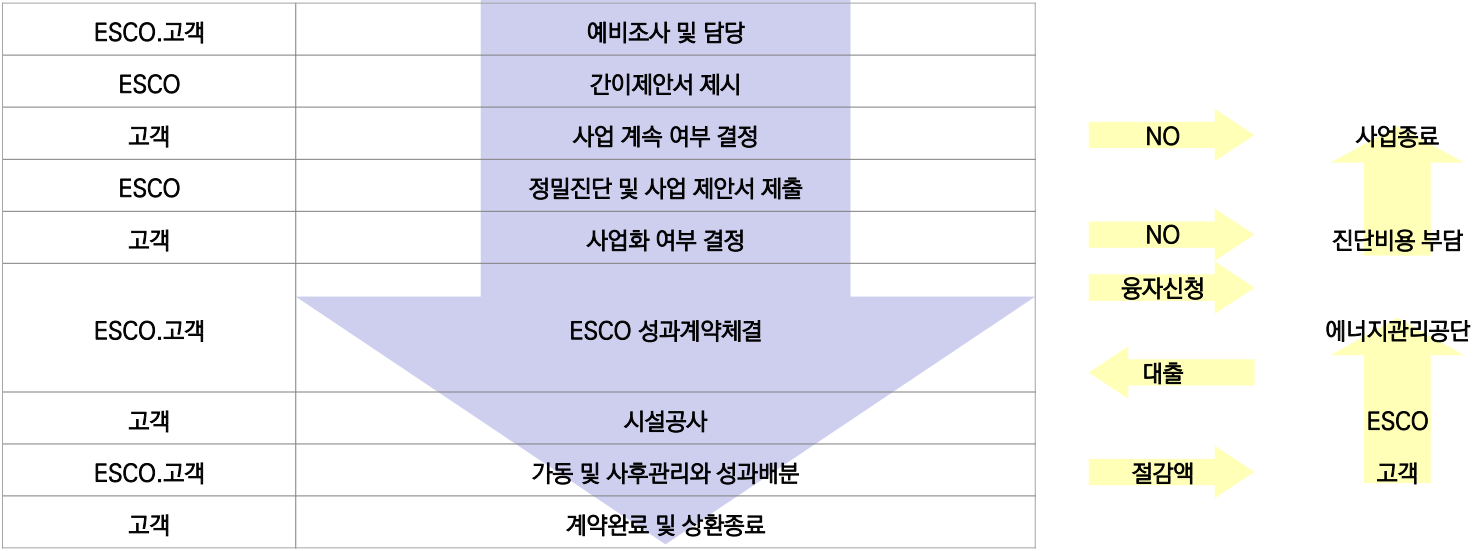 ESCO.고객 예비조사 및 담당
ESCO 간이제안서 제시
고객 사업 계속 여부 결정 NO 사업종료
ESCO 정밀진단 및 사업 제안서 제출
고객 사업화 여부 결정 NO 진단비용 부담
융자신청
ESCO.고객 ESCO 성과계약체결 에너지관리공단
대출
고객 시설공사 ESCO
ESCO.고객 가동 및 사후관리와 성과배분 절감액 고객
고객 계약완료 및 상환종료